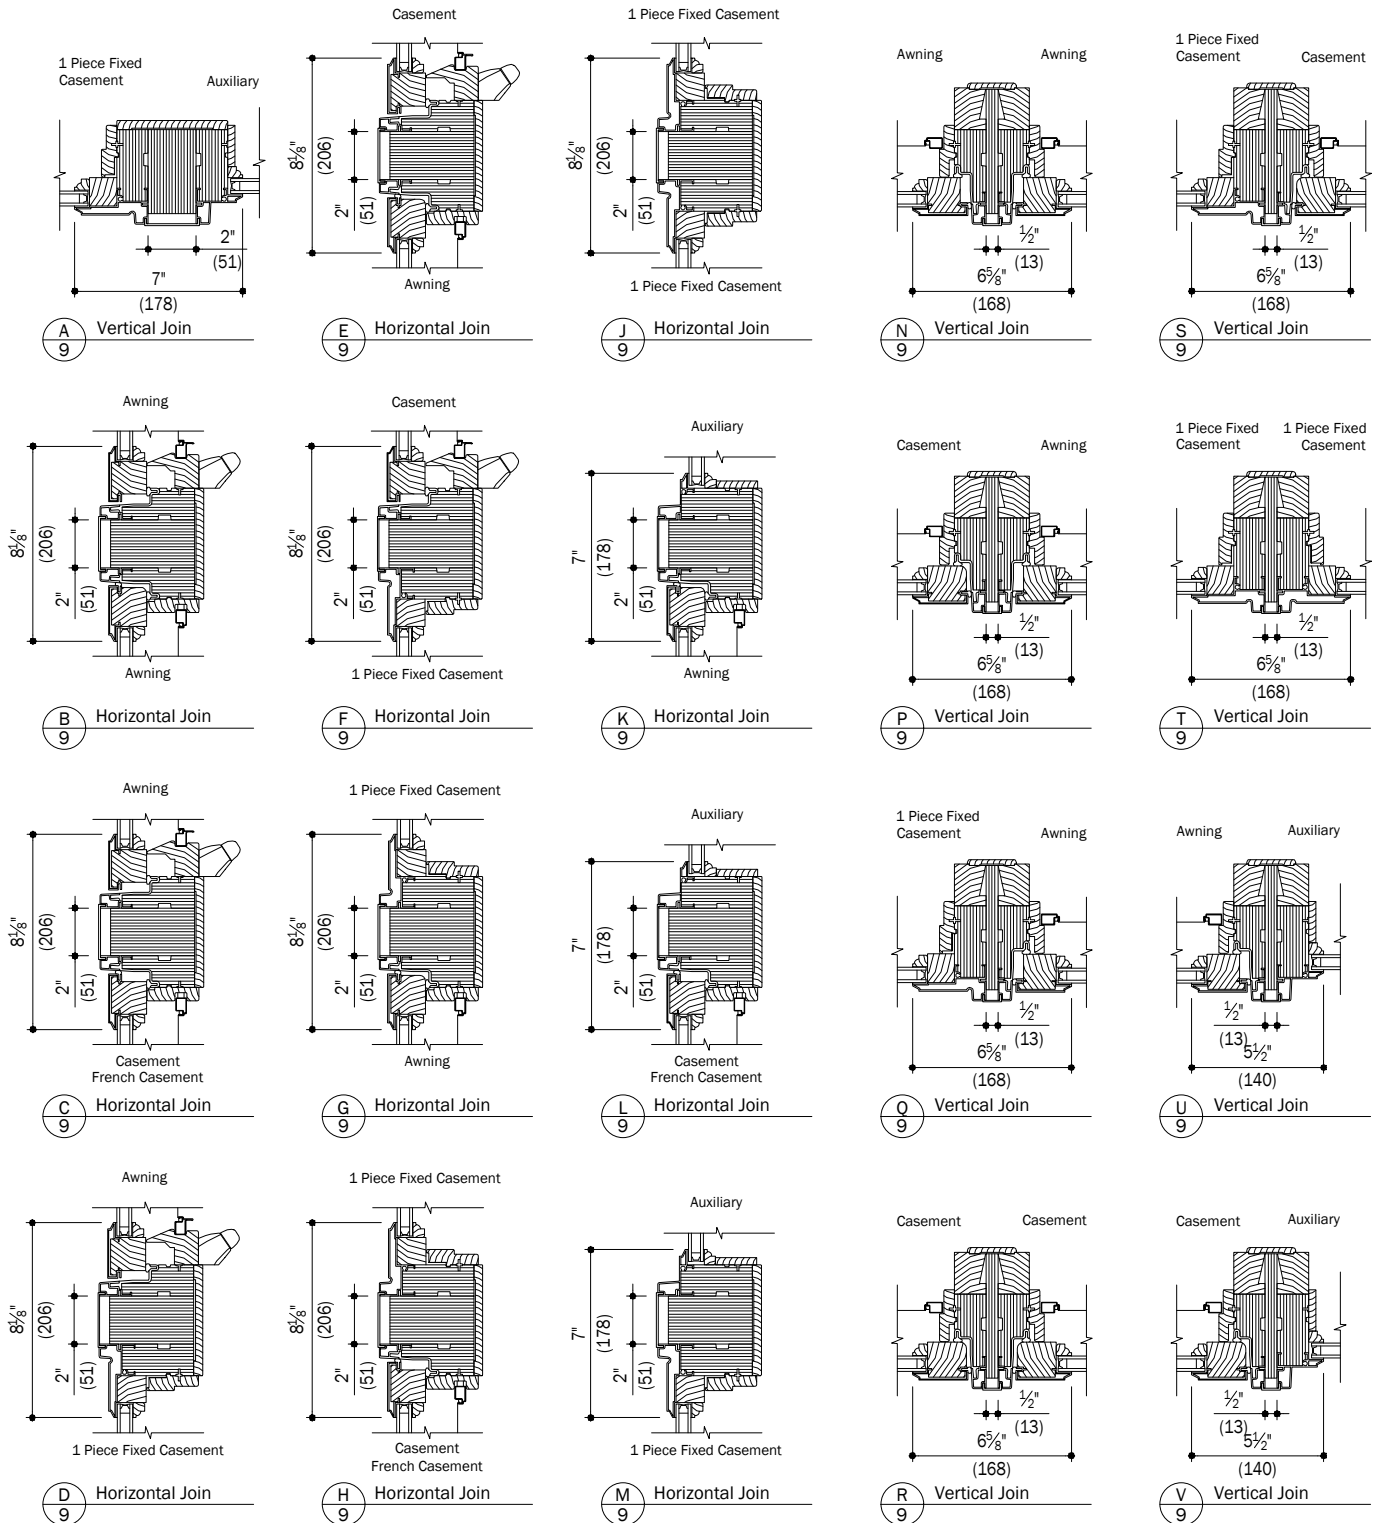 1 Piece Fixed
Casement
Auxiliary
2"
(51)
7"
(178)
A
9
Vertical Join
Awning
8⅛"
(206)
2"
(51)
Awning
B
9
Horizontal Join
Awning
8⅛"
(206)
2"
(51)
Casement
French Casement
C
9
Horizontal Join
Awning
8⅛"
(206)
2"
(51)
1 Piece Fixed Casement
D
9
Horizontal Join
Casement
8⅛"
(206)
2"
(51)
Awning
E
9
Horizontal Join
Casement
8⅛"
(206)
2"
(51)
1 Piece Fixed Casement
F
9
Horizontal Join
1 Piece Fixed Casement
8⅛"
(206)
2"
(51)
Awning
G
9
Horizontal Join
1 Piece Fixed Casement
8⅛"
(206)
2"
(51)
Casement
French Casement
H
9
Horizontal Join
1 Piece Fixed Casement
8⅛"
(206)
2"
(51)
1 Piece Fixed Casement
J
9
Horizontal Join
Auxiliary
7"
(178)
2"
(51)
Awning
K
9
Horizontal Join
Auxiliary
7"
(178)
2"
(51)
Casement
French Casement
L
9
Horizontal Join
Auxiliary
7"
(178)
2"
(51)
1 Piece Fixed Casement
M
9
Horizontal Join
Awning
Awning
½"
(13)
6⅝"
(168)
N
9
Vertical Join
Casement
Awning
½"
(13)
6⅝"
(168)
P
9
Vertical Join
1 Piece Fixed
Casement
Awning
½"
(13)
6⅝"
(168)
Q
9
Vertical Join
Casement
Casement
½"
(13)
6⅝"
(168)
R
9
Vertical Join
1 Piece Fixed
Casement
Casement
½"
(13)
6⅝"
(168)
S
9
Vertical Join
1 Piece Fixed
Casement
1 Piece Fixed
Casement
½"
(13)
6⅝"
(168)
T
9
Vertical Join
Awning
Auxiliary
½"
(13)
5½"
(140)
U
9
Vertical Join
Casement
Auxiliary
½"
(13)
5½"
(140)
V
9
Vertical Join